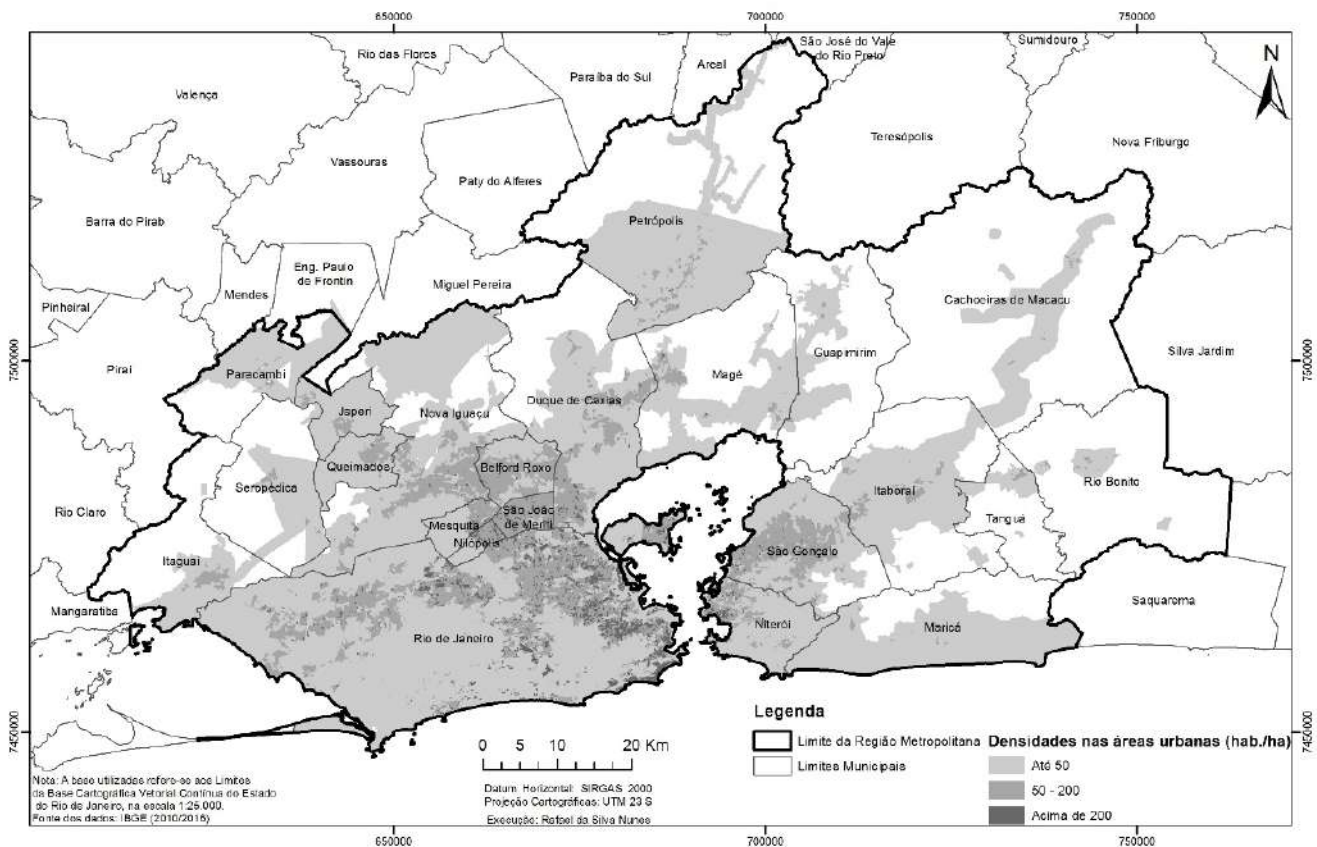 650000
700000
750000
Rio das Flores
São José do Vale
do Rio Preto
Sumidouro
N
Areal
Paraíba do Sul
Valença
Teresópolis
Nova Friburgo
Vassouras
Paty do Alferes
Barra do Pirab
Petrópolis
Eng. Paulo
de Frontin
Miguel Pereira
Mendes
Pinheiral
Cachoeiras de Macacu
7500000
7500000
Piraí
Paracambi
Guapimirim
Silva Jardim
Magé
Japeri
Nova Iguaçu
Duque de Caxias
Queimados
Belford Roxo
Seropédica
Itaboraí
Rio Bonito
Rio Claro
São João
de Meriti
Mesquita
Nilópolis
Tanguá
São Gonçalo
Itaguaí
Mangaratiba
Saquarema
Rio de Janeiro
Niterói
Maricá
7450000
7450000
Legenda
Limite da Região Metropolitana
Limites Municipais
Densidades nas áreas urbanas (hab./ha)
Até 50
50 - 200
Acima de 200
0 5 10 20 Km
Datum Horizontal: SIRGAS 2000
Projeção Cartográficas: UTM 23 S
Execução: Rafael da Silva Nunes
Nota: A base utilizadas refere-se aos Limites
da Base Cartográfica Vetorial Contínua do Estado
do Rio de Janeiro, na escala 1:25.000.
Fonte dos dados: IBGE (2010/2016)
650000
700000
750000